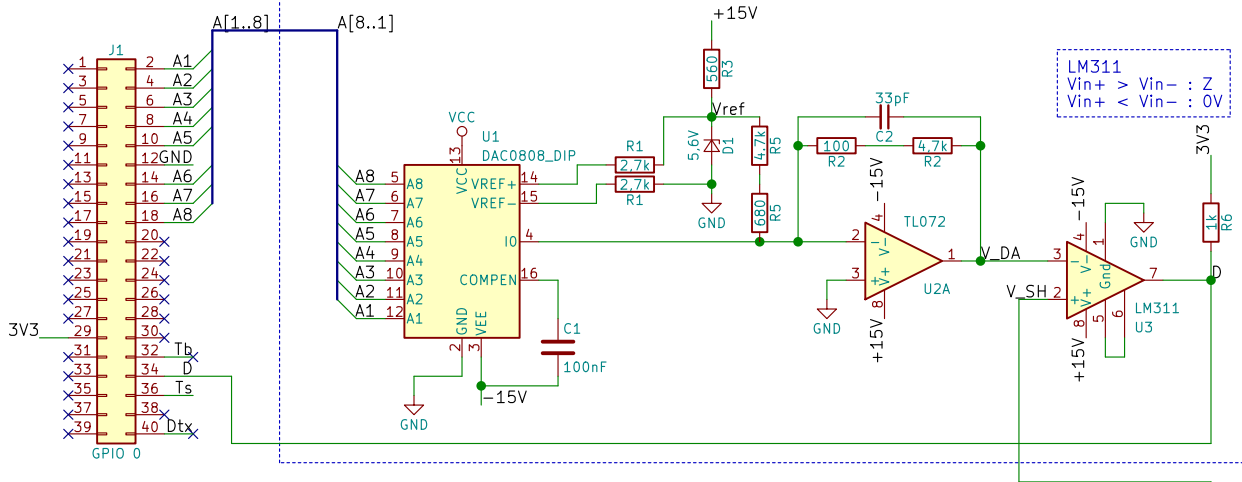 A[1..8]
A[8..1]
+15V
J1
1 2 A1
3 4 A2
5 6 A3
7 8 A4
9 10 A5
11 12 GND
13 14 A6
15 16 A7
17 18 A8
19 20
21 22
23 24
25 26
27 28
3V3 29 30
31 32 Tb
33 34 D
35 36 Ts
37 38
39 40 Dtx
GPIO 0
VCC
13
U1
DAC0808_DIP
VCC
A8 5 A8
A7 6 A7
A6 7 A6
A5 8 A5
A4 9 A4
A3 10 A3
A2 11 A2
A1 12 A1
VREF+ 14
VREF- 15
IO 4
COMPEN 16
GND
VEE
2
3
GND
-15V
C1
100nF
R1
2,7k
2,7k
R1
560
R3
Vref
5,6V
D1
GND
4,7k
R5
680
R5
33pF
C2
100
R2
4,7k
R2
-15V
4
TL072
2
-
V-
3
+
V+
1
8
U2A
+15V
GND
V_DA
LM311
Vin+ > Vin- : Z
Vin+ < Vin- : 0V
3V3
1k
R6
-15V
4
1
GND
3
-
V-
Gnd
V_SH
2
+
V+
7
D
8
5
6
LM311
U3
+15V